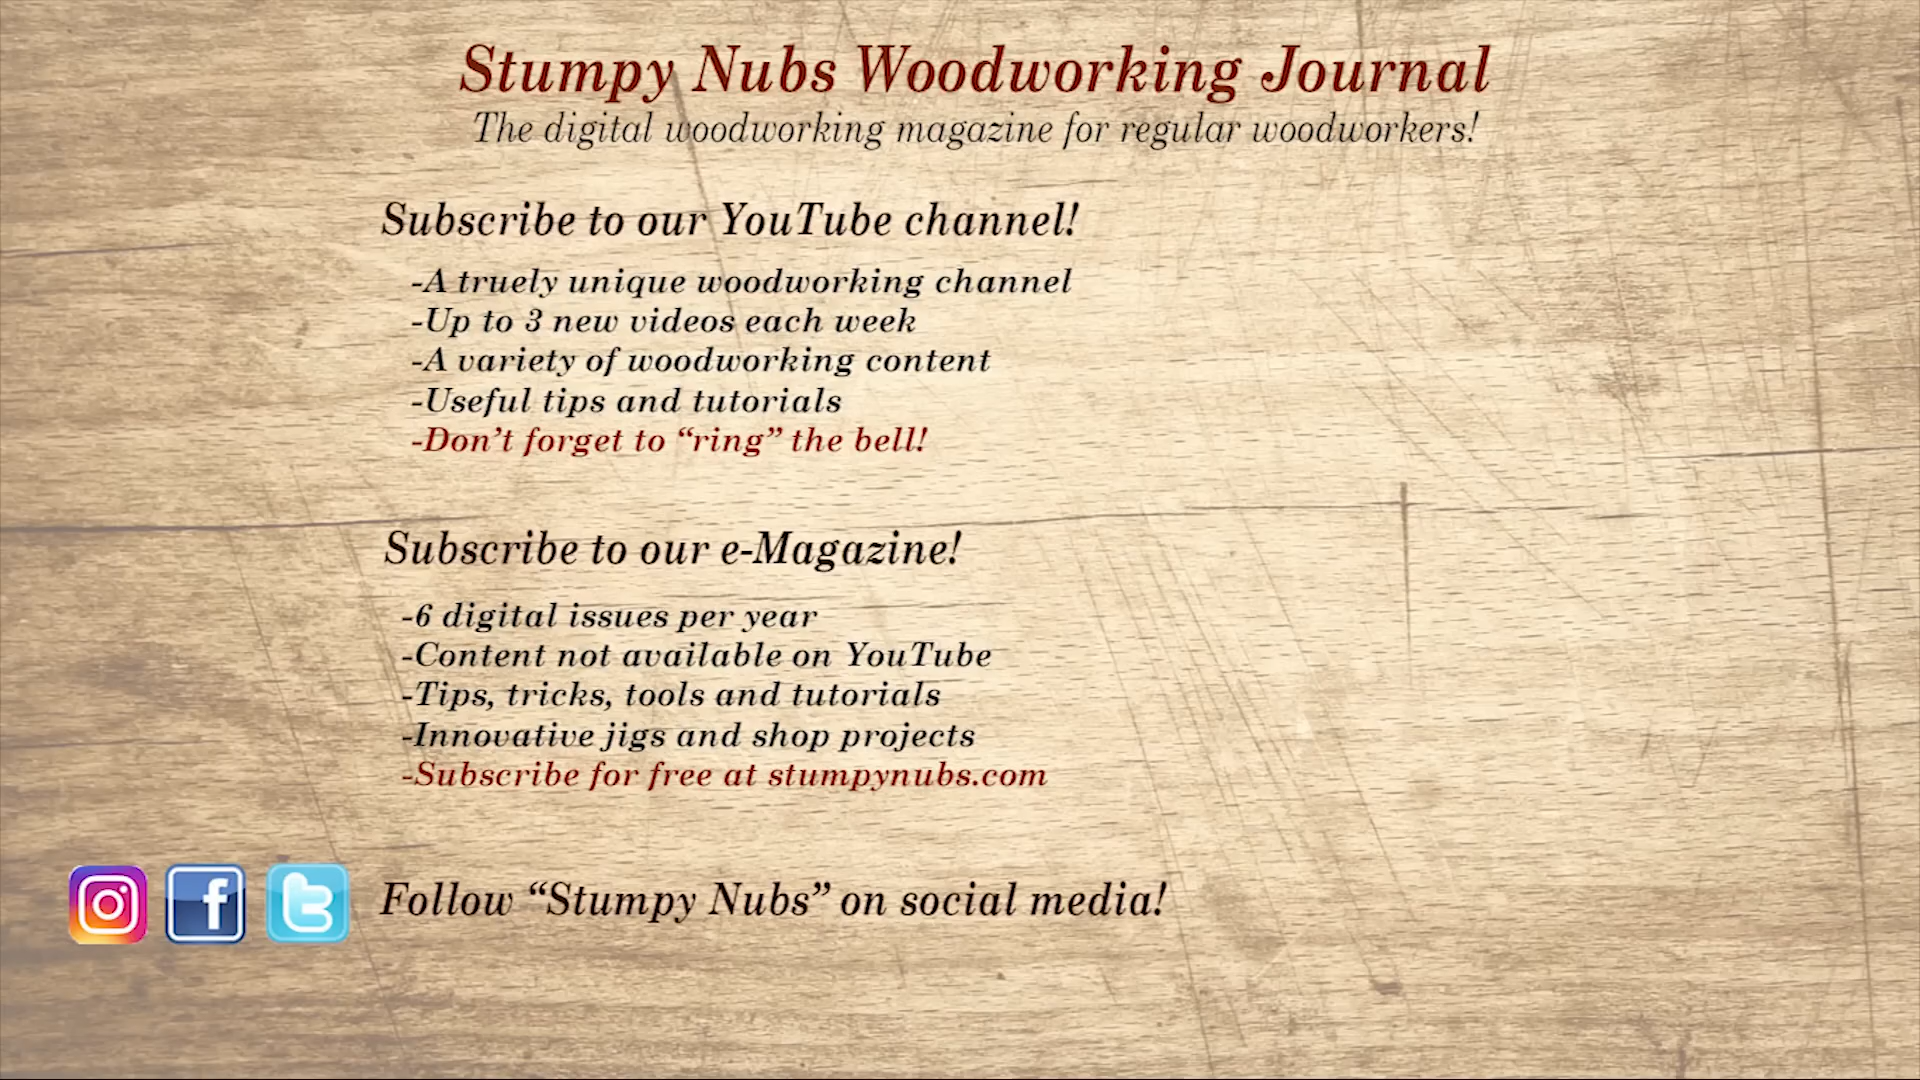 Stumpy Nubs Woodworking Journal
The digital woodworking magazine for regular woodworkers!
Subscribe to our YouTube channel!
-A truely unique woodworking channel
-Up to 3 new videos each week
-A variety of woodworking content
-Useful tips and tutorials
-Don’t forget to “ring” the bell!
Subscribe to our e-Magazine!
-6 digital issues per year
-Content not available on YouTube
-Tips, tricks, tools and tutorials
-Innovative jigs and shop projects
-Subscribe for free at stumpynubs.com
Follow “Stumpy Nubs” on social media!